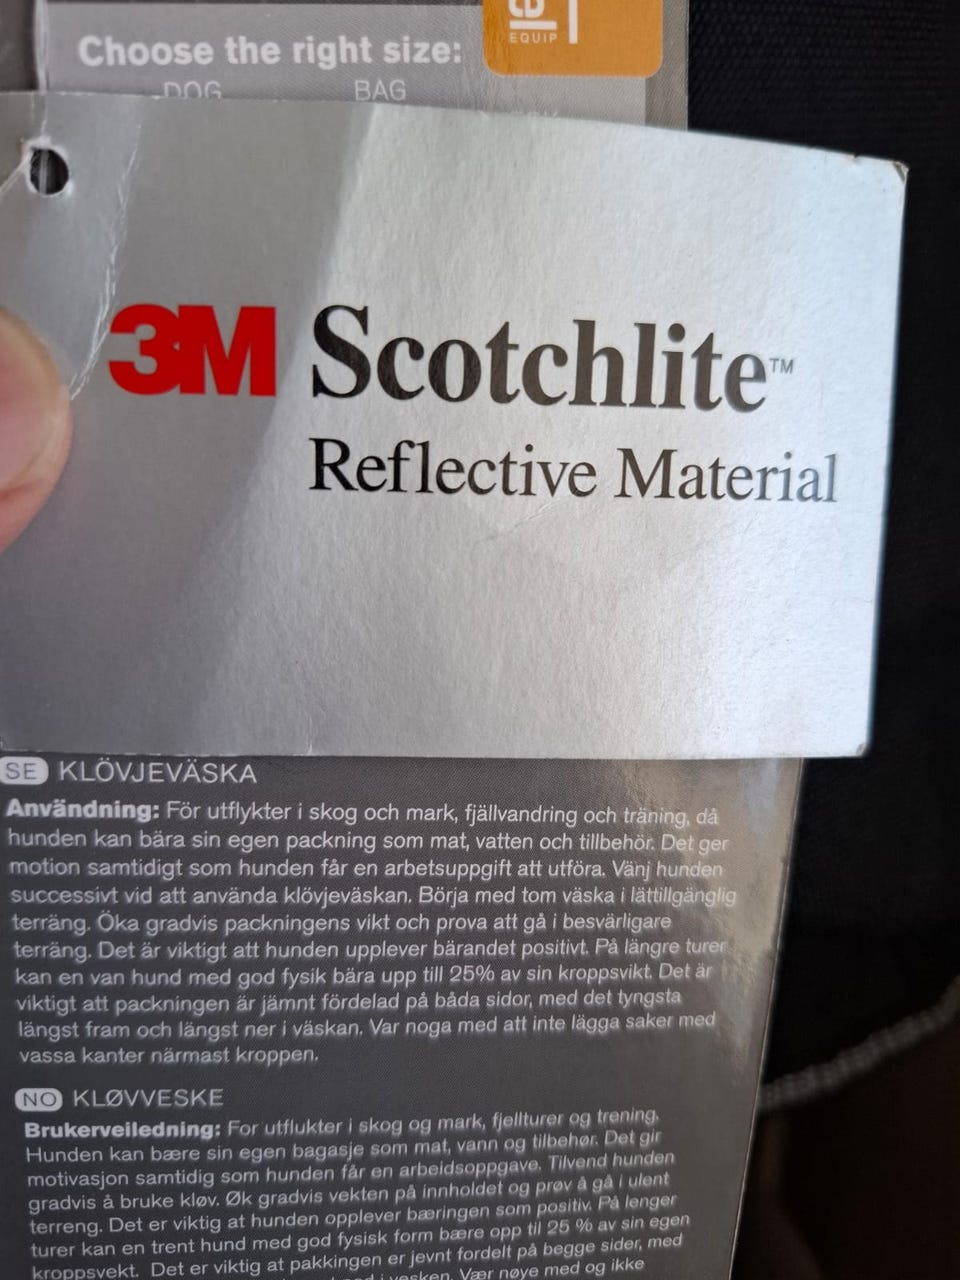 EQUIP
Choose the right size:
DOG BAG
3M Scotchlite™
Reflective Material
SE KLÖVJEVÄSKA
Användning: För utflykter i skog och mark, fjällvandring och träning, då
hunden kan bära sin egen packning som mat, vatten och tillbehör. Det ger
motion samtidigt som hunden får en arbetsuppgift att utföra. Vänj hunden
successivt vid att använda klövjeväskan. Börja med tom väska i lättillgänglig
terräng. Öka gradvis packningens vikt och prova att gå i besvärligare
terräng. Det är viktigt att hunden upplever bärandet positivt. På längre turer
kan en van hund med god fysik bära upp till 25% av sin kroppsvikt. Det är
viktigt att packningen är jämnt fördelad på båda sidor, med det tyngsta
längst fram och längst ner i väskan. Var noga med att inte lägga saker med
vassa kanter närmast kroppen.
NO KLØVVESKE
Brukerveiledning: For utflukter i skog og mark, fjellturer og trening.
Hunden kan bære sin egen bagasje som mat, vann og tilbehør. Det gir
motivasjon samtidig som hunden får en arbeidsoppgave. Tilvend hunden
gradvis å bruke kløv. Øk gradvis vekten på innholdet og prøv å gå i ulent
terreng. Det er viktig at hunden opplever bæringen som positiv. På lenger
turer kan en trent hund med god fysisk form bære opp til 25 % av sin egen
kroppsvekt. Det er viktig at pakkingen er jevnt fordelt på begge sider, med
i vesken. Vær nøye med og ikke